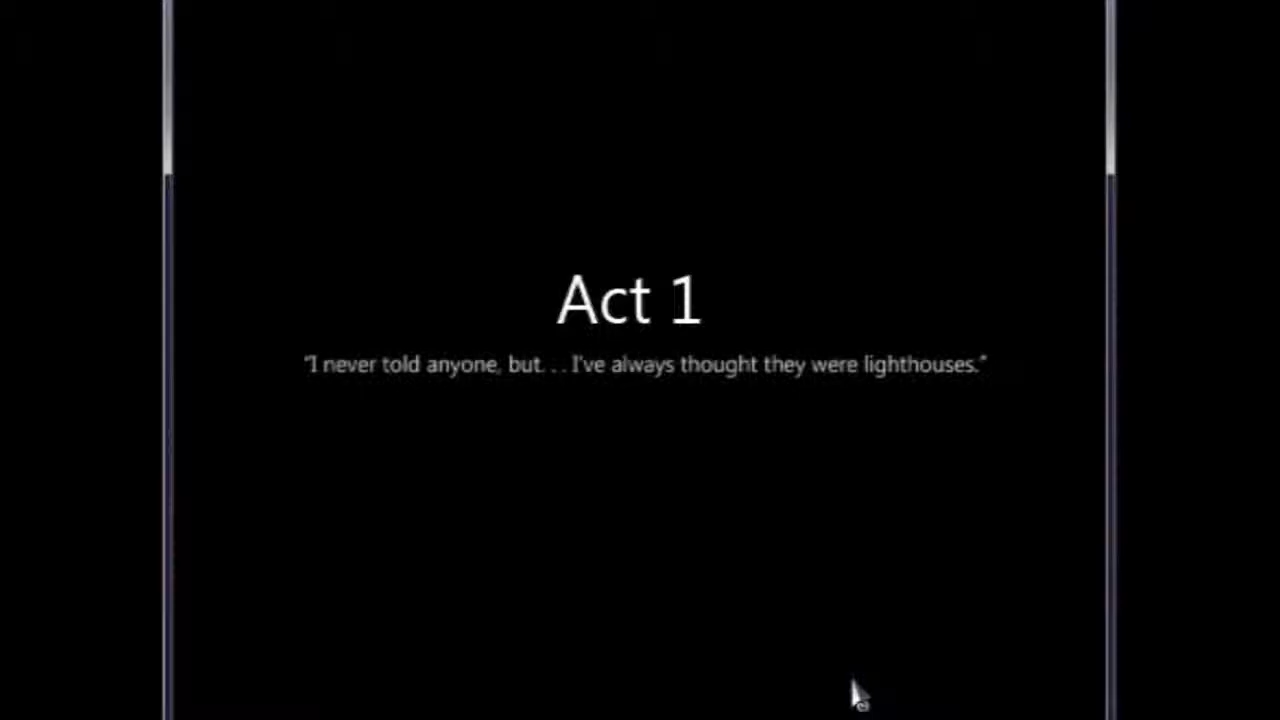 Act 1
"I never told anyone, but. . . I've always thought they were lighthouses."